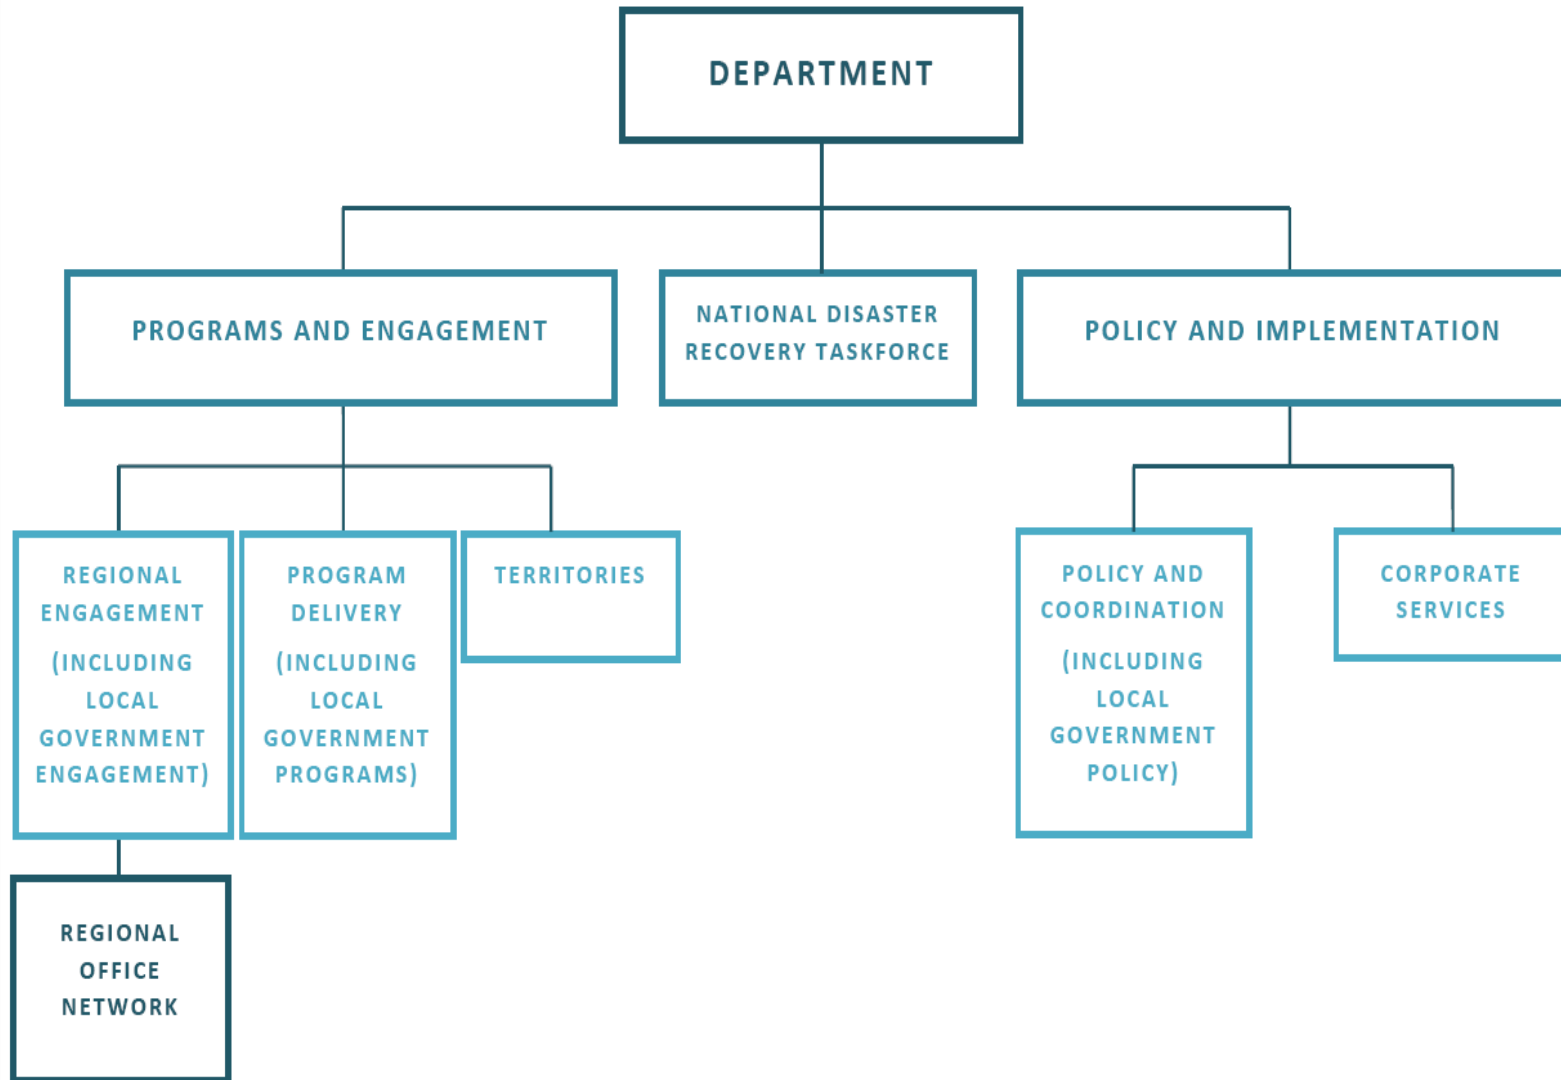 DEPARTMENT
PROGRAMS AND ENGAGEMENT
NATIONAL DISASTER
RECOVERY TASKFORCE
POLICY AND IMPLEMENTATION
REGIONAL
ENGAGEMENT
(INCLUDING
LOCAL
GOVERNMENT
ENGAGEMENT)
PROGRAM
DELIVERY
(INCLUDING
LOCAL
GOVERNMENT
PROGRAMS)
TERRITORIES
POLICY AND
COORDINATION
(INCLUDING
LOCAL
GOVERNMENT
POLICY)
CORPORATE
SERVICES
REGIONAL
OFFICE
NETWORK